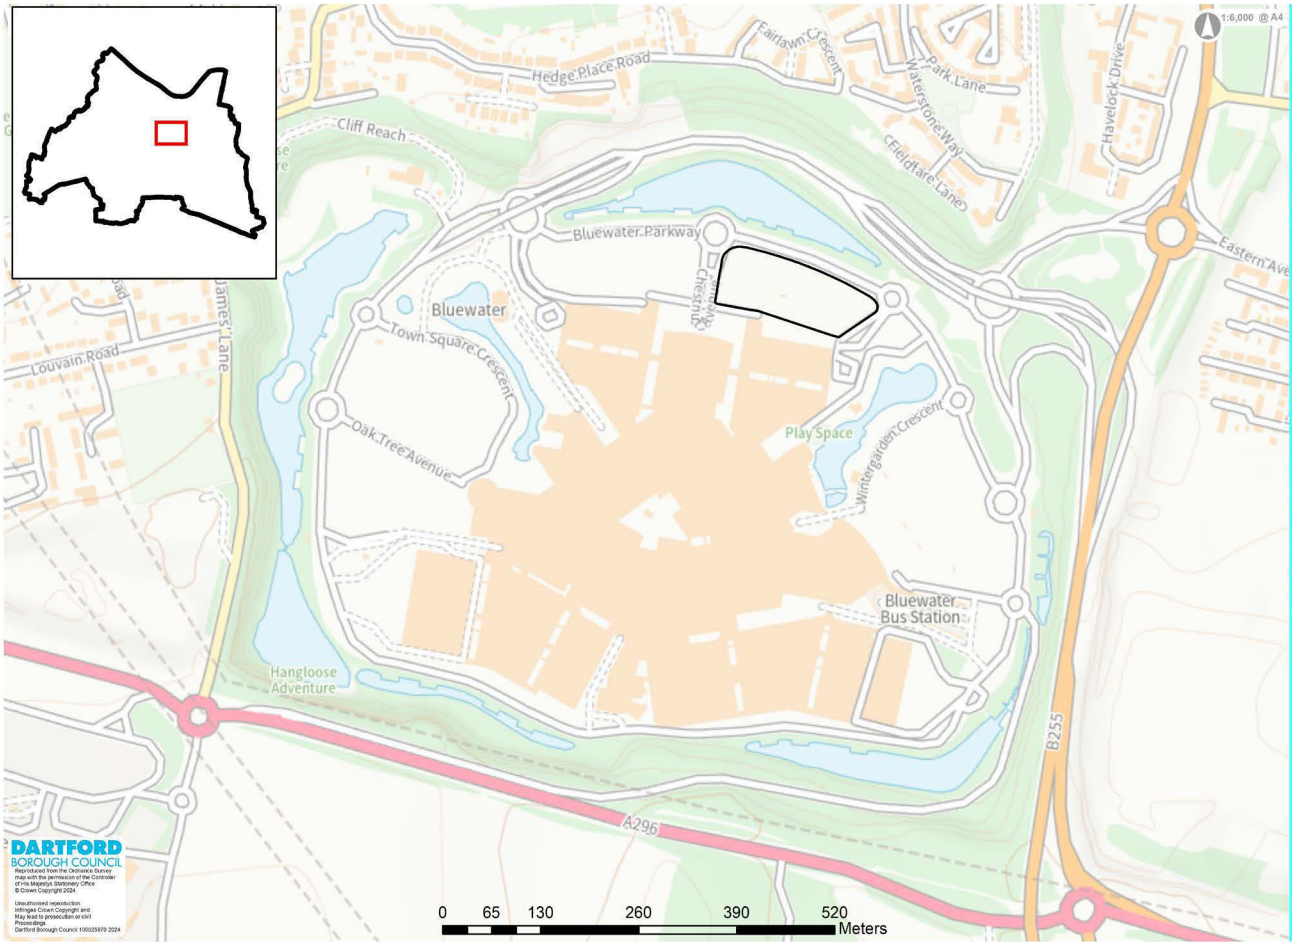 1:6,000 @ A4
Fairlawn Crescent
Hedge Place Road
Park Lane
Waterstone Way
Havelock Drive
Cliff Reach
Fieldfare Lane
Bluewater Parkway
Eastern Ave
Chestnut
Avenue
James' Lane
Road
Louvain Road
Bluewater
Town Square Crescent
Play Space
Wintergarden Crescent
Oak Tree Avenue
Bluewater
Bus Station
Hangloose
Adventure
B255
A296
DARTFORD
BOROUGH COUNCIL
Reproduced from the Ordnance Survey
map with the permission of the Controller
of His Majestys Stationery Office
© Crown Copyright 2024
Unauthorised reproduction
Infringes Crown Copyright and
May lead to prosecution or civil
Proceedings.
Dartford Borough Council 100025870 2024
0 65 130 260 390 520
Meters